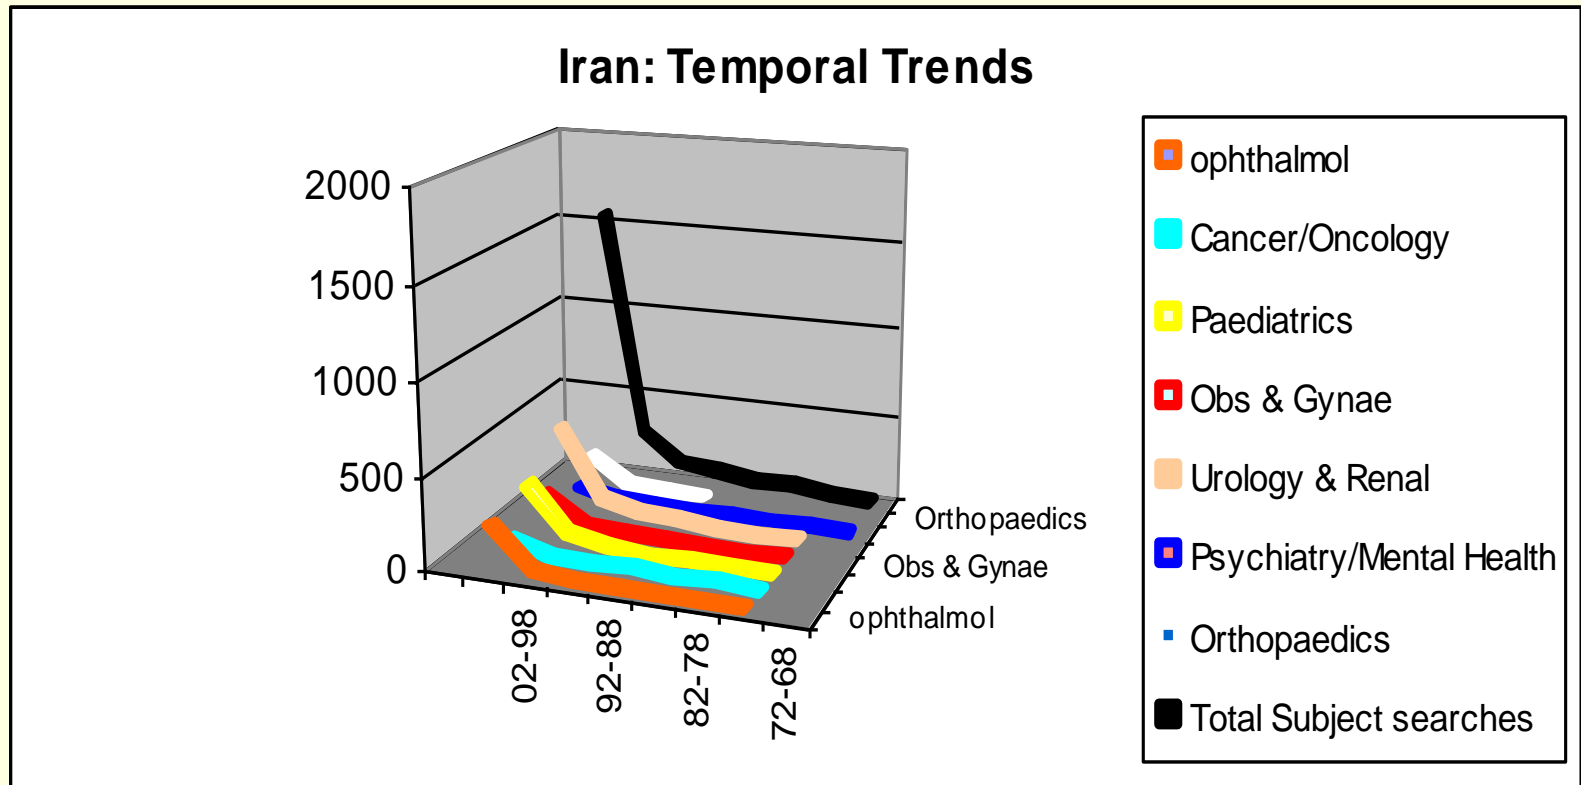 Iran: Temporal Trends
2000
1500
1000
500
0
02-98
92-88
82-78
72-68
Orthopaedics
Obs & Gynae
ophthalmol
ophthalmol
Cancer/Oncology
Paediatrics
Obs & Gynae
Urology & Renal
Psychiatry/Mental Health
Orthopaedics
Total Subject searches